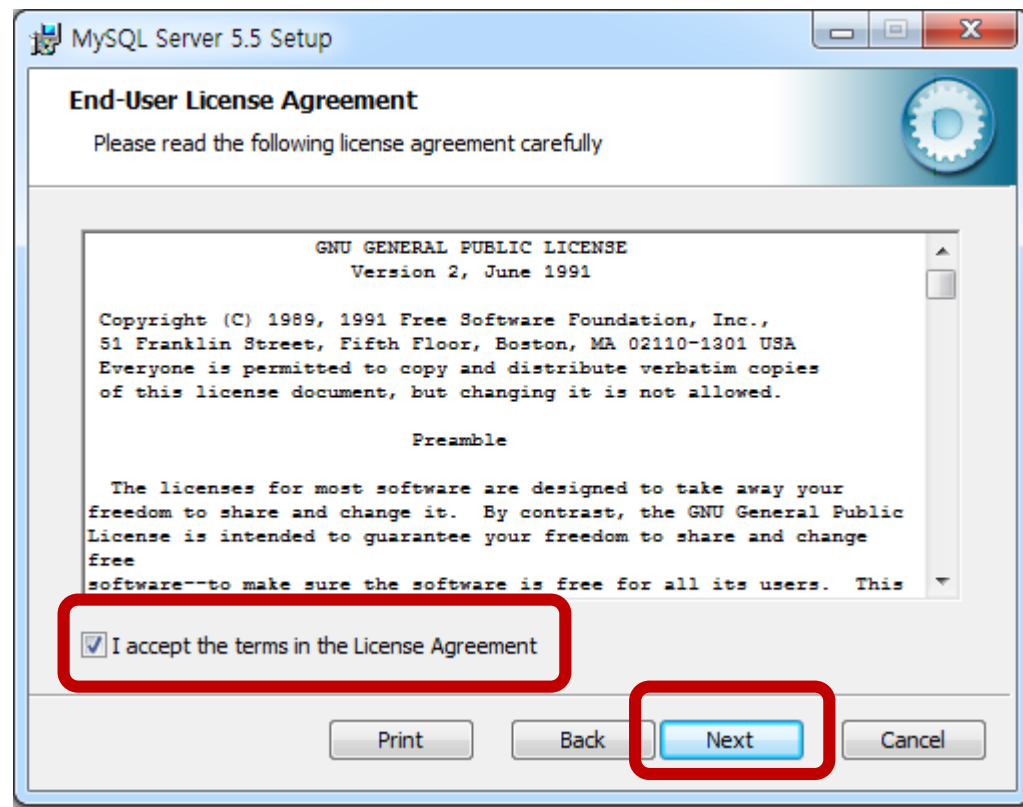 MySQL Server 5.5 Setup
End-User License Agreement
Please read the following license agreement carefully
GNU GENERAL PUBLIC LICENSE
Version 2, June 1991
Copyright (C) 1989, 1991 Free Software Foundation, Inc.,
51 Franklin Street, Fifth Floor, Boston, MA 02110-1301 USA
Everyone is permitted to copy and distribute verbatim copies
of this license document, but changing it is not allowed.
Preamble
The licenses for most software are designed to take away your
freedom to share and change it.  By contrast, the GNU General Public
License is intended to guarantee your freedom to share and change
free
software--to make sure the software is free for all its users.  This
I accept the terms in the License Agreement
Print Back Next Cancel